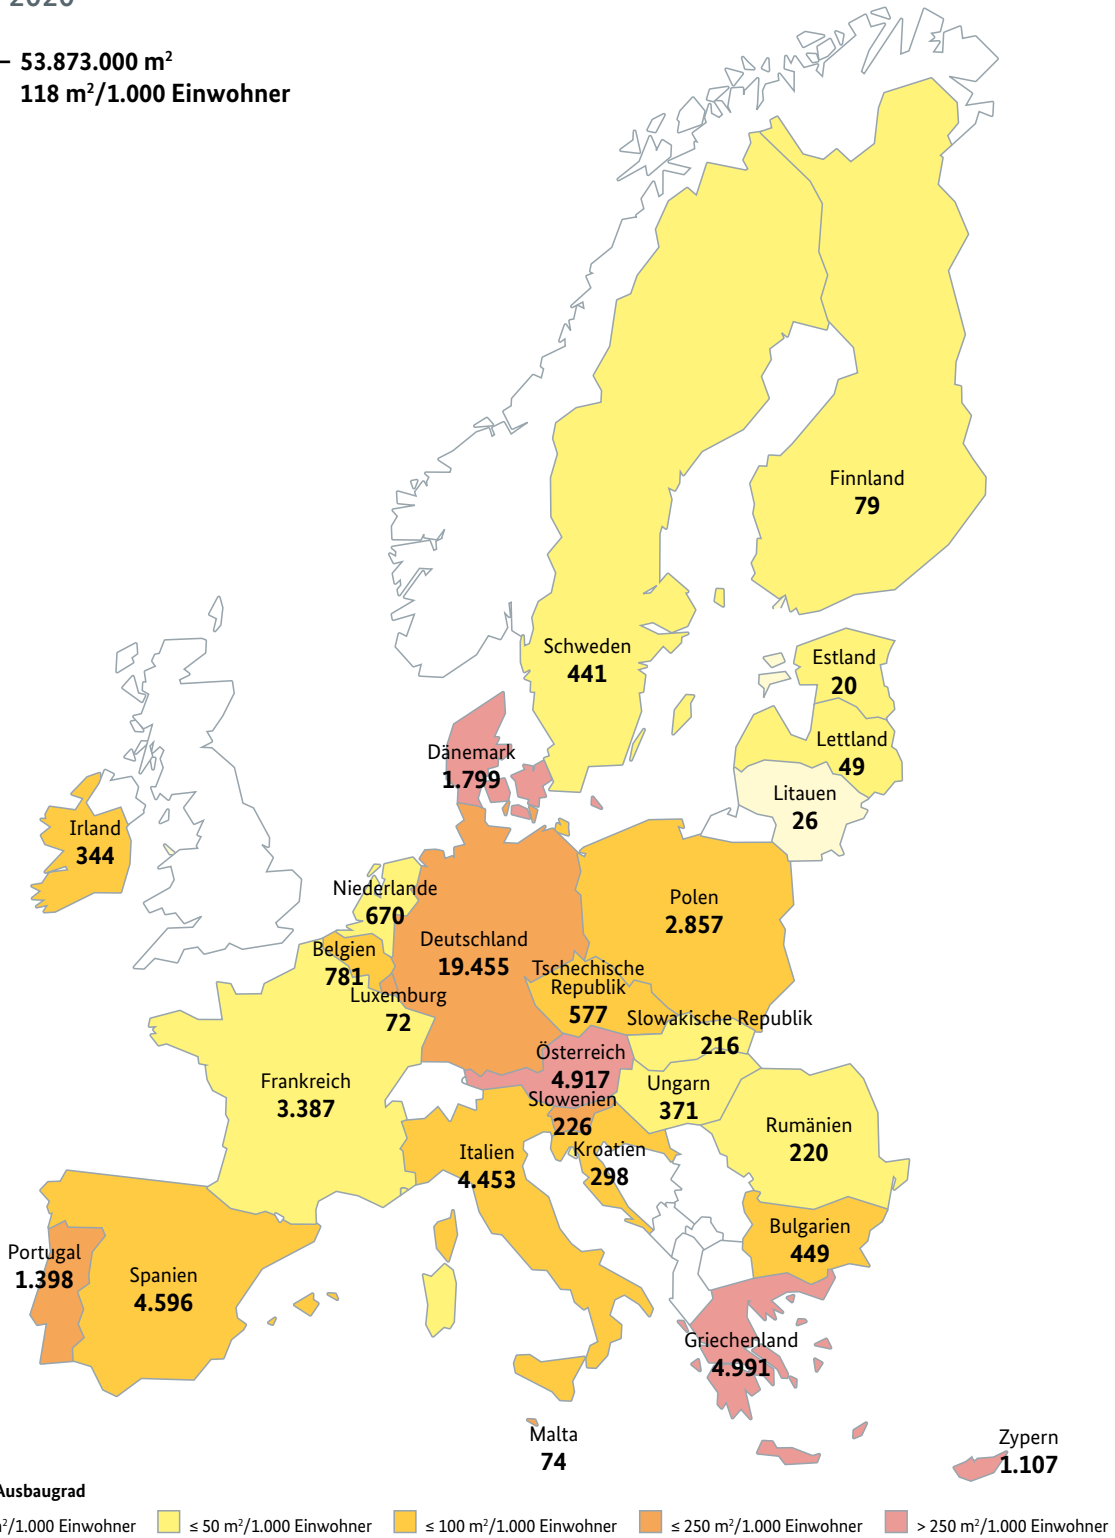 2020
– 53.873.000 m²
118 m²/1.000 Einwohner
Finnland
79
Schweden
441
Estland
20
Lettland
49
Dänemark
1.799
Litauen
26
Irland
344
Niederlande
670
Polen
2.857
Belgien
781
Deutschland
19.455
Tschechische
Republik
577
Luxemburg
72
Slowakische Republik
216
Österreich
4.917
Frankreich
3.387
Ungarn
371
Slowenien
226
Rumänien
220
Italien
4.453
Kroatien
298
Bulgarien
449
Portugal
1.398
Spanien
4.596
Griechenland
4.991
Malta
74
Zypern
1.107
Ausbaugrad
m²/1.000 Einwohner ≤ 50 m²/1.000 Einwohner ≤ 100 m²/1.000 Einwohner ≤ 250 m²/1.000 Einwohner > 250 m²/1.000 Einwohner